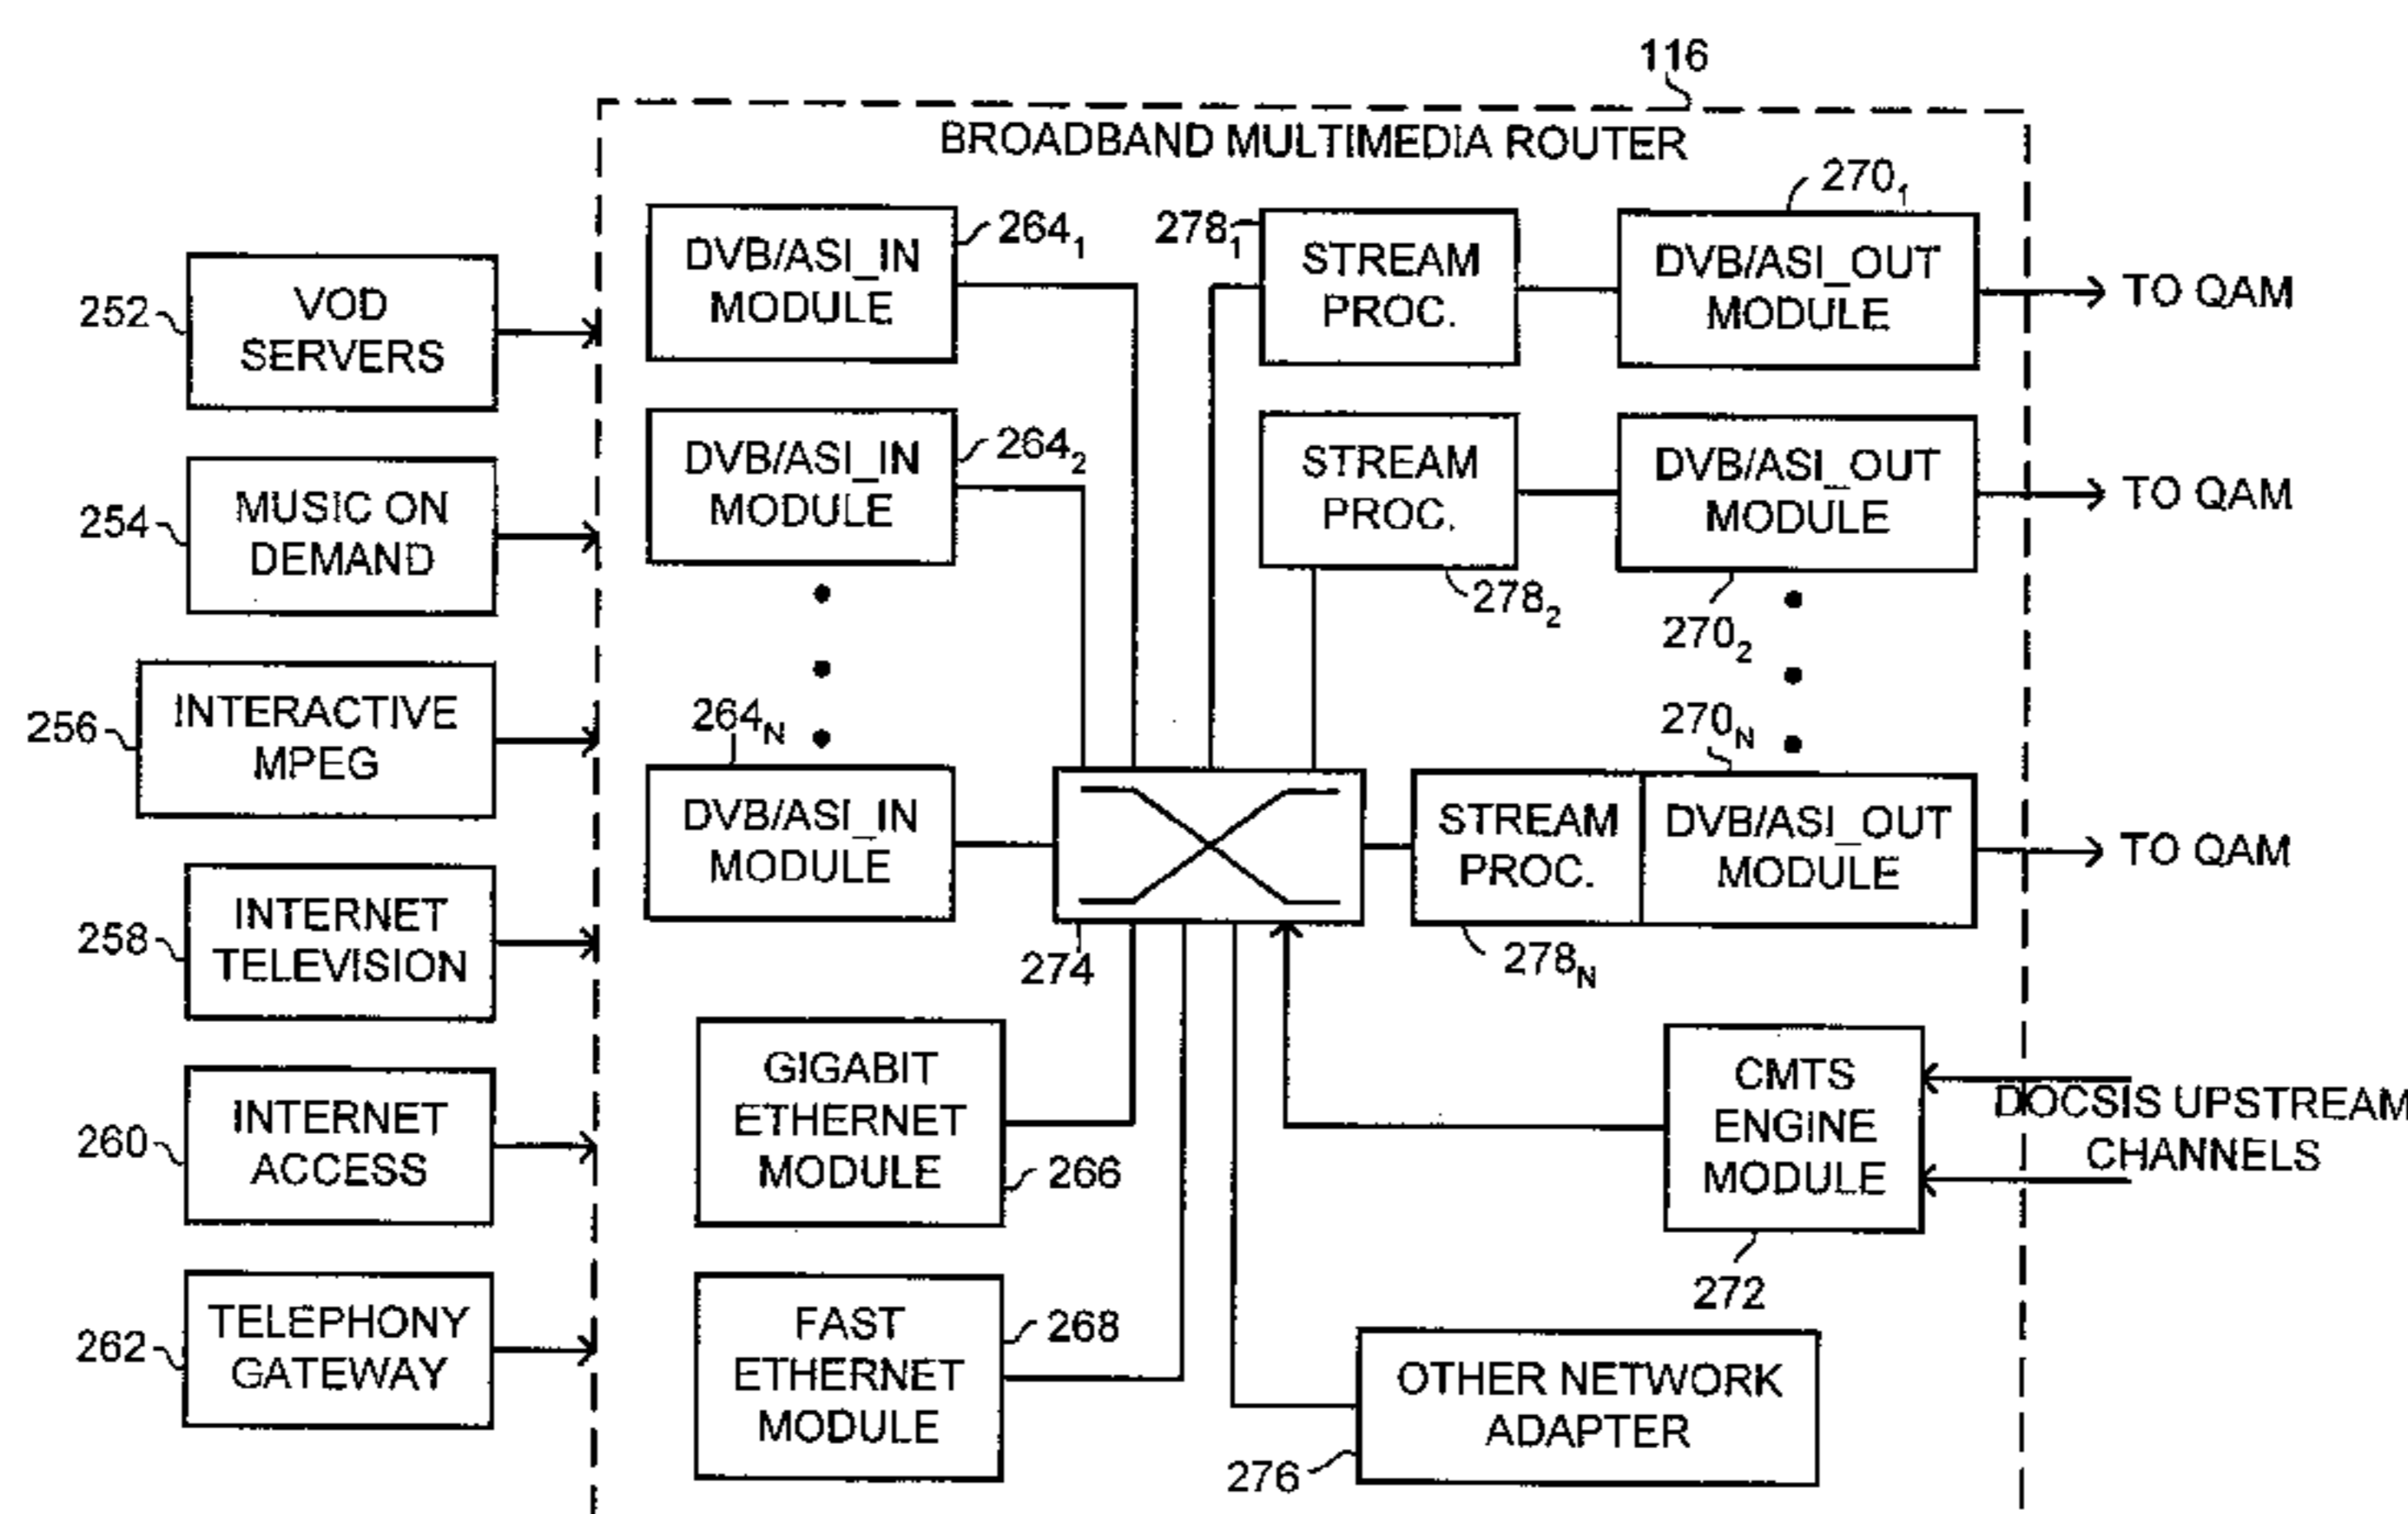 116
BROADBAND MULTIMEDIA ROUTER
252
VOD
SERVERS
254
MUSIC ON
DEMAND
256
INTERACTIVE
MPEG
258
INTERNET
TELEVISION
260
INTERNET
ACCESS
262
TELEPHONY
GATEWAY
DVB/ASI_IN
MODULE
264₁
DVB/ASI_IN
MODULE
264₂
264N
DVB/ASI_IN
MODULE
274
GIGABIT
ETHERNET
MODULE
266
FAST
ETHERNET
MODULE
268
278₁
STREAM
PROC.
270₁
DVB/ASI_OUT
MODULE
TO QAM
STREAM
PROC.
278₂
DVB/ASI_OUT
MODULE
270₂
TO QAM
270N
STREAM
PROC.
278N
DVB/ASI_OUT
MODULE
TO QAM
CMTS
ENGINE
MODULE
272
DOCSIS UPSTREAM
CHANNELS
OTHER NETWORK
ADAPTER
276